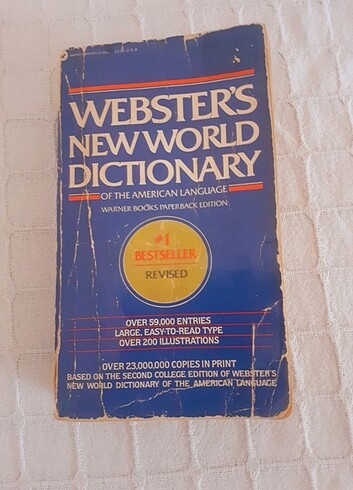 WEBSTER'S
NEW WORLD
DICTIONARY
OF THE AMERICAN LANGUAGE
WARNER BOOKS PAPERBACK EDITION
#1
BESTSELLER
REVISED
OVER 59,000 ENTRIES
LARGE, EASY-TO-READ TYPE
OVER 200 ILLUSTRATIONS
OVER 23,000,000 COPIES IN PRINT
BASED ON THE SECOND COLLEGE EDITION OF WEBSTER'S
NEW WORLD DICTIONARY OF THE AMERICAN LANGUAGE